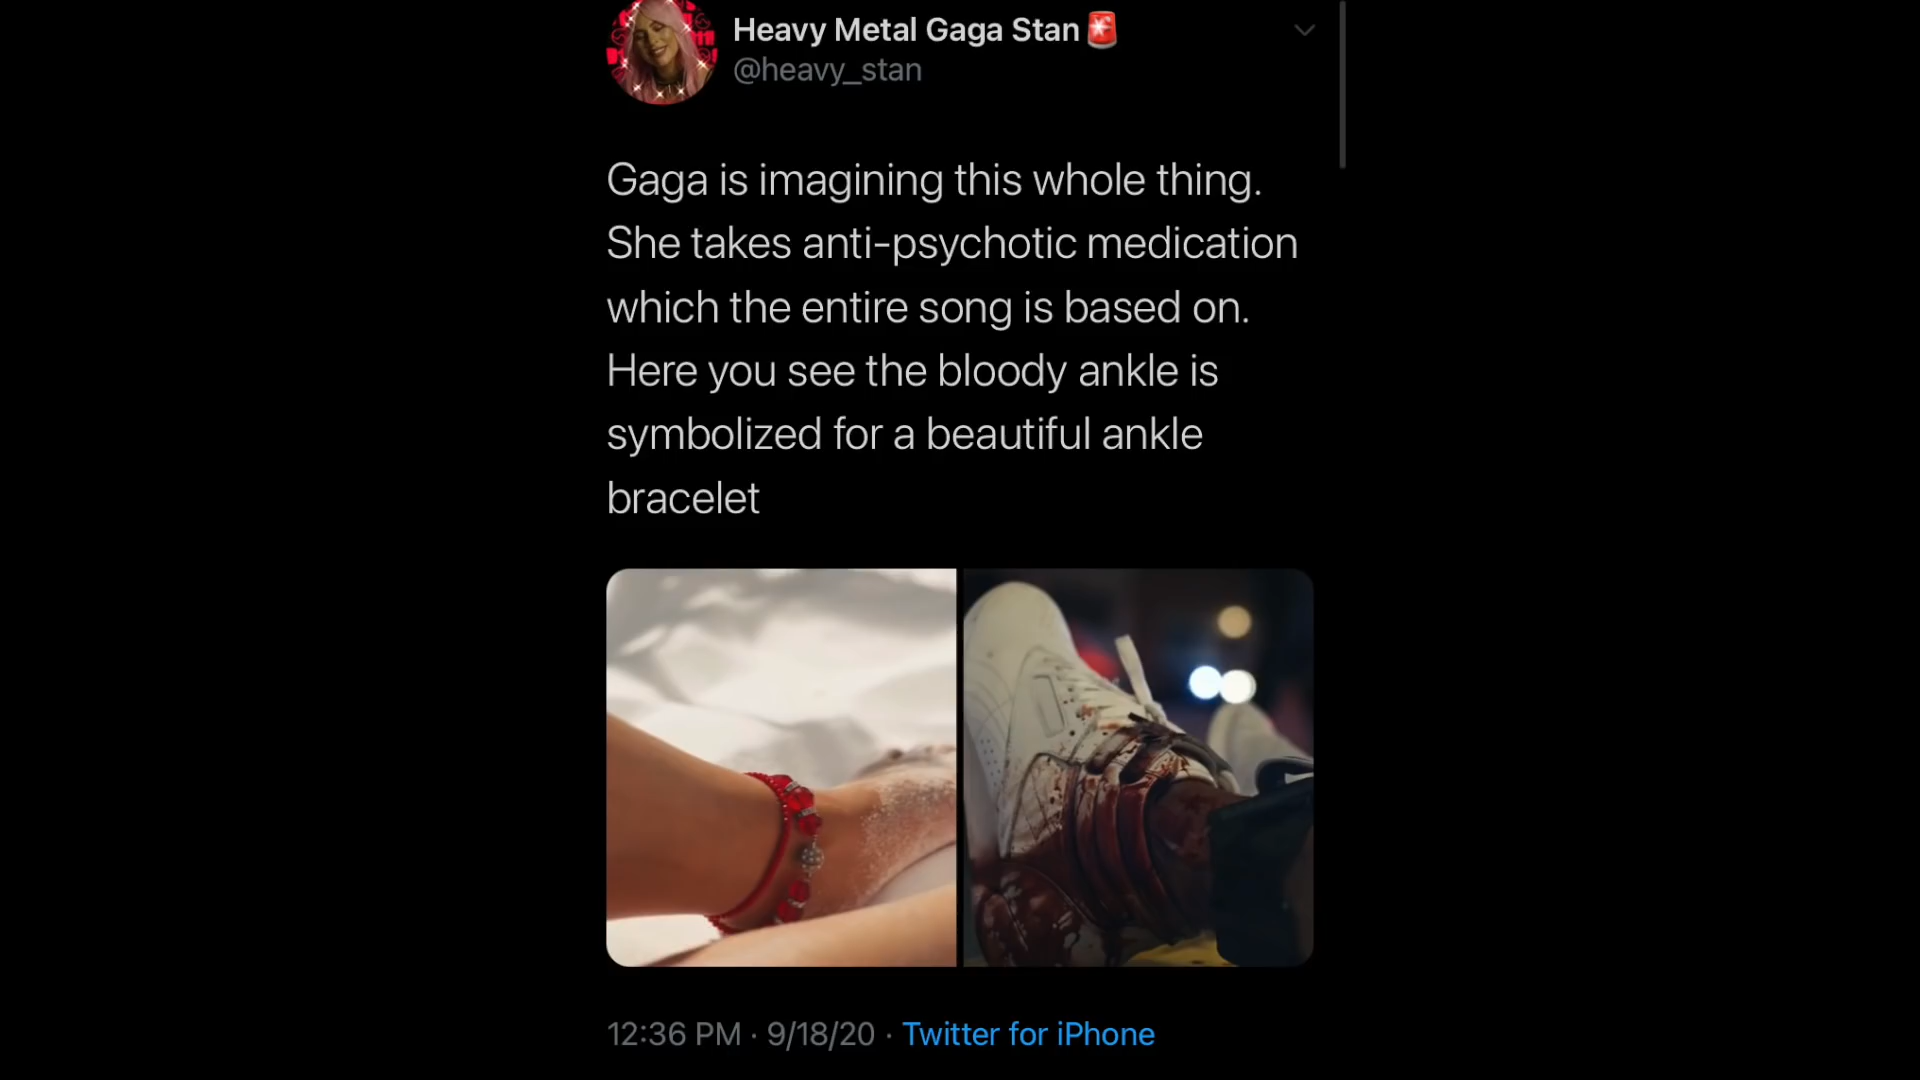 Heavy Metal Gaga Stan🚨
@heavy_stan
Gaga is imagining this whole thing.
She takes anti-psychotic medication
which the entire song is based on.
Here you see the bloody ankle is
symbolized for a beautiful ankle
bracelet
12:36 PM · 9/18/20 · Twitter for iPhone